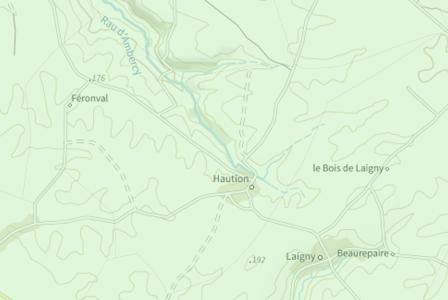 Rau d'Ambercy
.176
Féronval
le Bois de Laigny
Haution
.192
Laigny
Beaurepaire